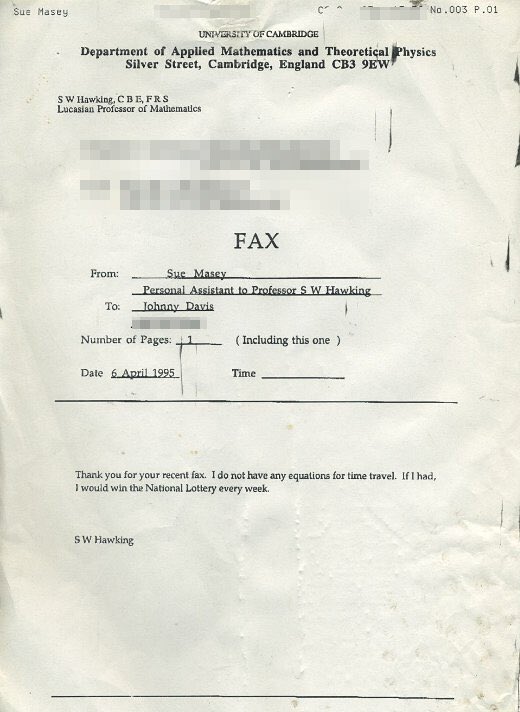 Sue Masey No.003 P.01
UNIVERSITY OF CAMBRIDGE
Department of Applied Mathematics and Theoretical Physics
Silver Street, Cambridge, England CB3 9EW
S W Hawking, C B E, F R S
Lucasian Professor of Mathematics
FAX
From: Sue Masey
Personal Assistant to Professor S W Hawking
To: Johnny Davis
Number of Pages: 1 ( Including this one )
Date 6 April 1995 Time
Thank you for your recent fax. I do not have any equations for time travel. If I had,
I would win the National Lottery every week.
S W Hawking